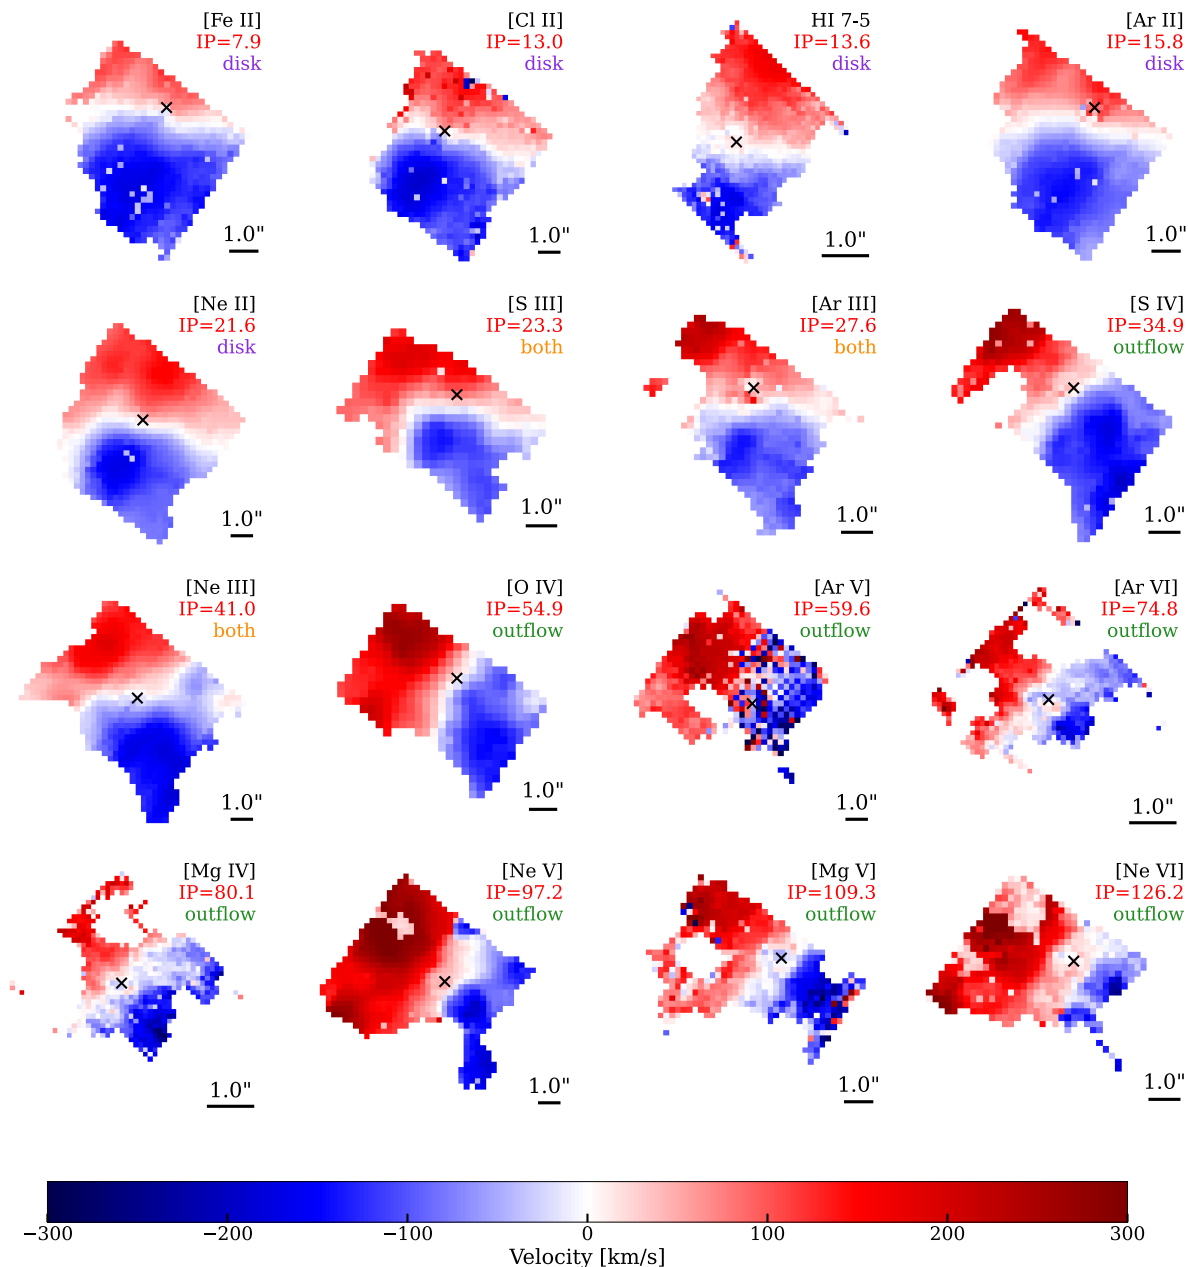 [Fe II]
IP=7.9
disk
1.0"
[Cl II]
IP=13.0
disk
1.0"
HI 7-5
IP=13.6
disk
1.0"
[Ar II]
IP=15.8
disk
1.0"
[Ne II]
IP=21.6
disk
1.0"
[S III]
IP=23.3
both
1.0"
[Ar III]
IP=27.6
both
1.0"
[S IV]
IP=34.9
outflow
1.0"
[Ne III]
IP=41.0
both
1.0"
[O IV]
IP=54.9
outflow
1.0"
[Ar V]
IP=59.6
outflow
1.0"
[Ar VI]
IP=74.8
outflow
1.0"
[Mg IV]
IP=80.1
outflow
1.0"
[Ne V]
IP=97.2
outflow
1.0"
[Mg V]
IP=109.3
outflow
1.0"
[Ne VI]
IP=126.2
outflow
1.0"
−300 −200 −100 0 100 200 300
Velocity [km/s]